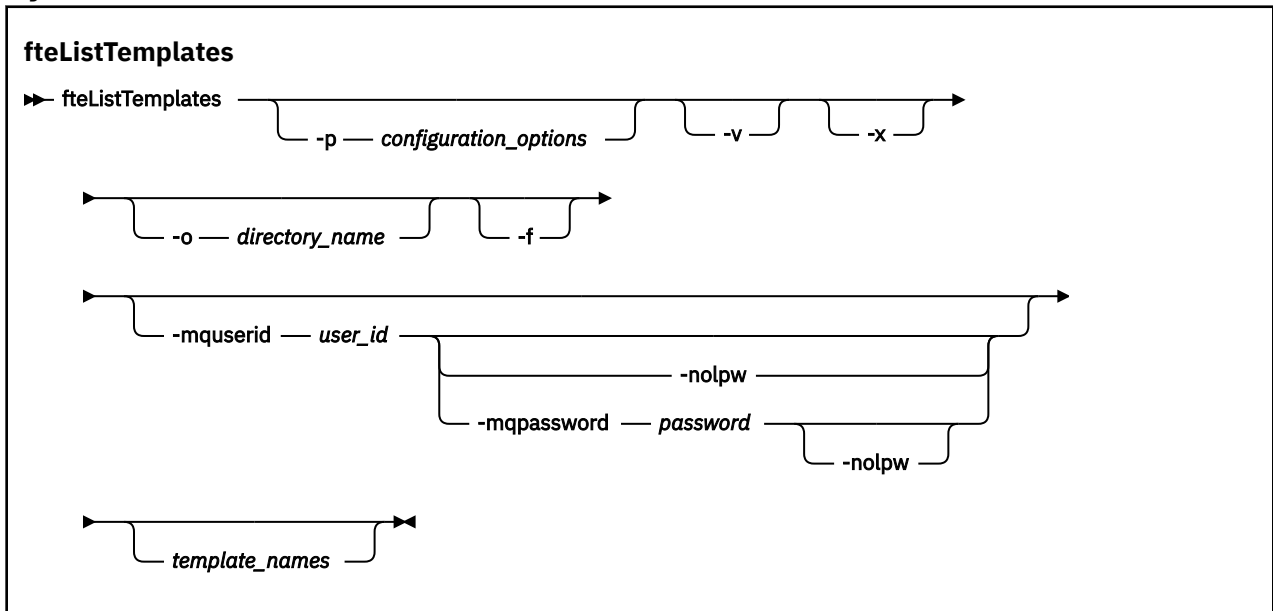 fteListTemplates
fteListTemplates
-p configuration_options -v -x
-o directory_name -f
-mquserid user_id
-nolpw
-mqpassword password
-nolpw
template_names